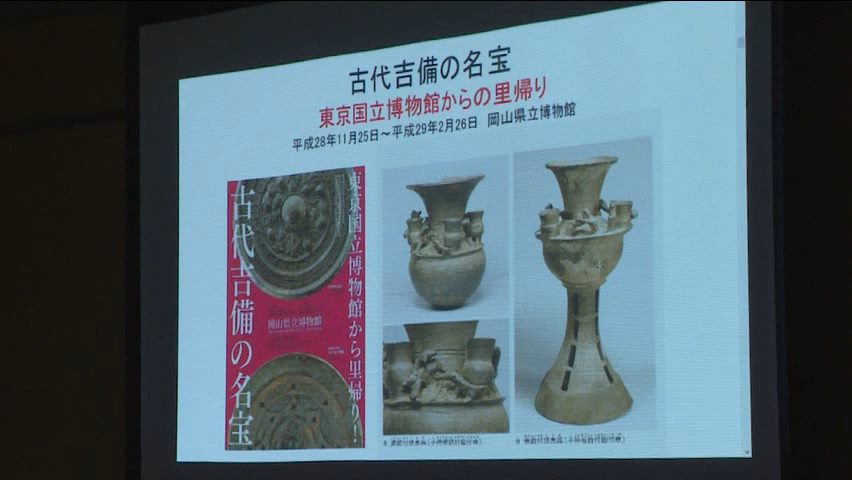 古代吉備の名宝
東京国立博物館からの里帰り
平成28年11月25日~平成29年2月26日 岡山県立博物館
東京国立博物館から里帰り!
古代吉備の名宝
岡山県立博物館